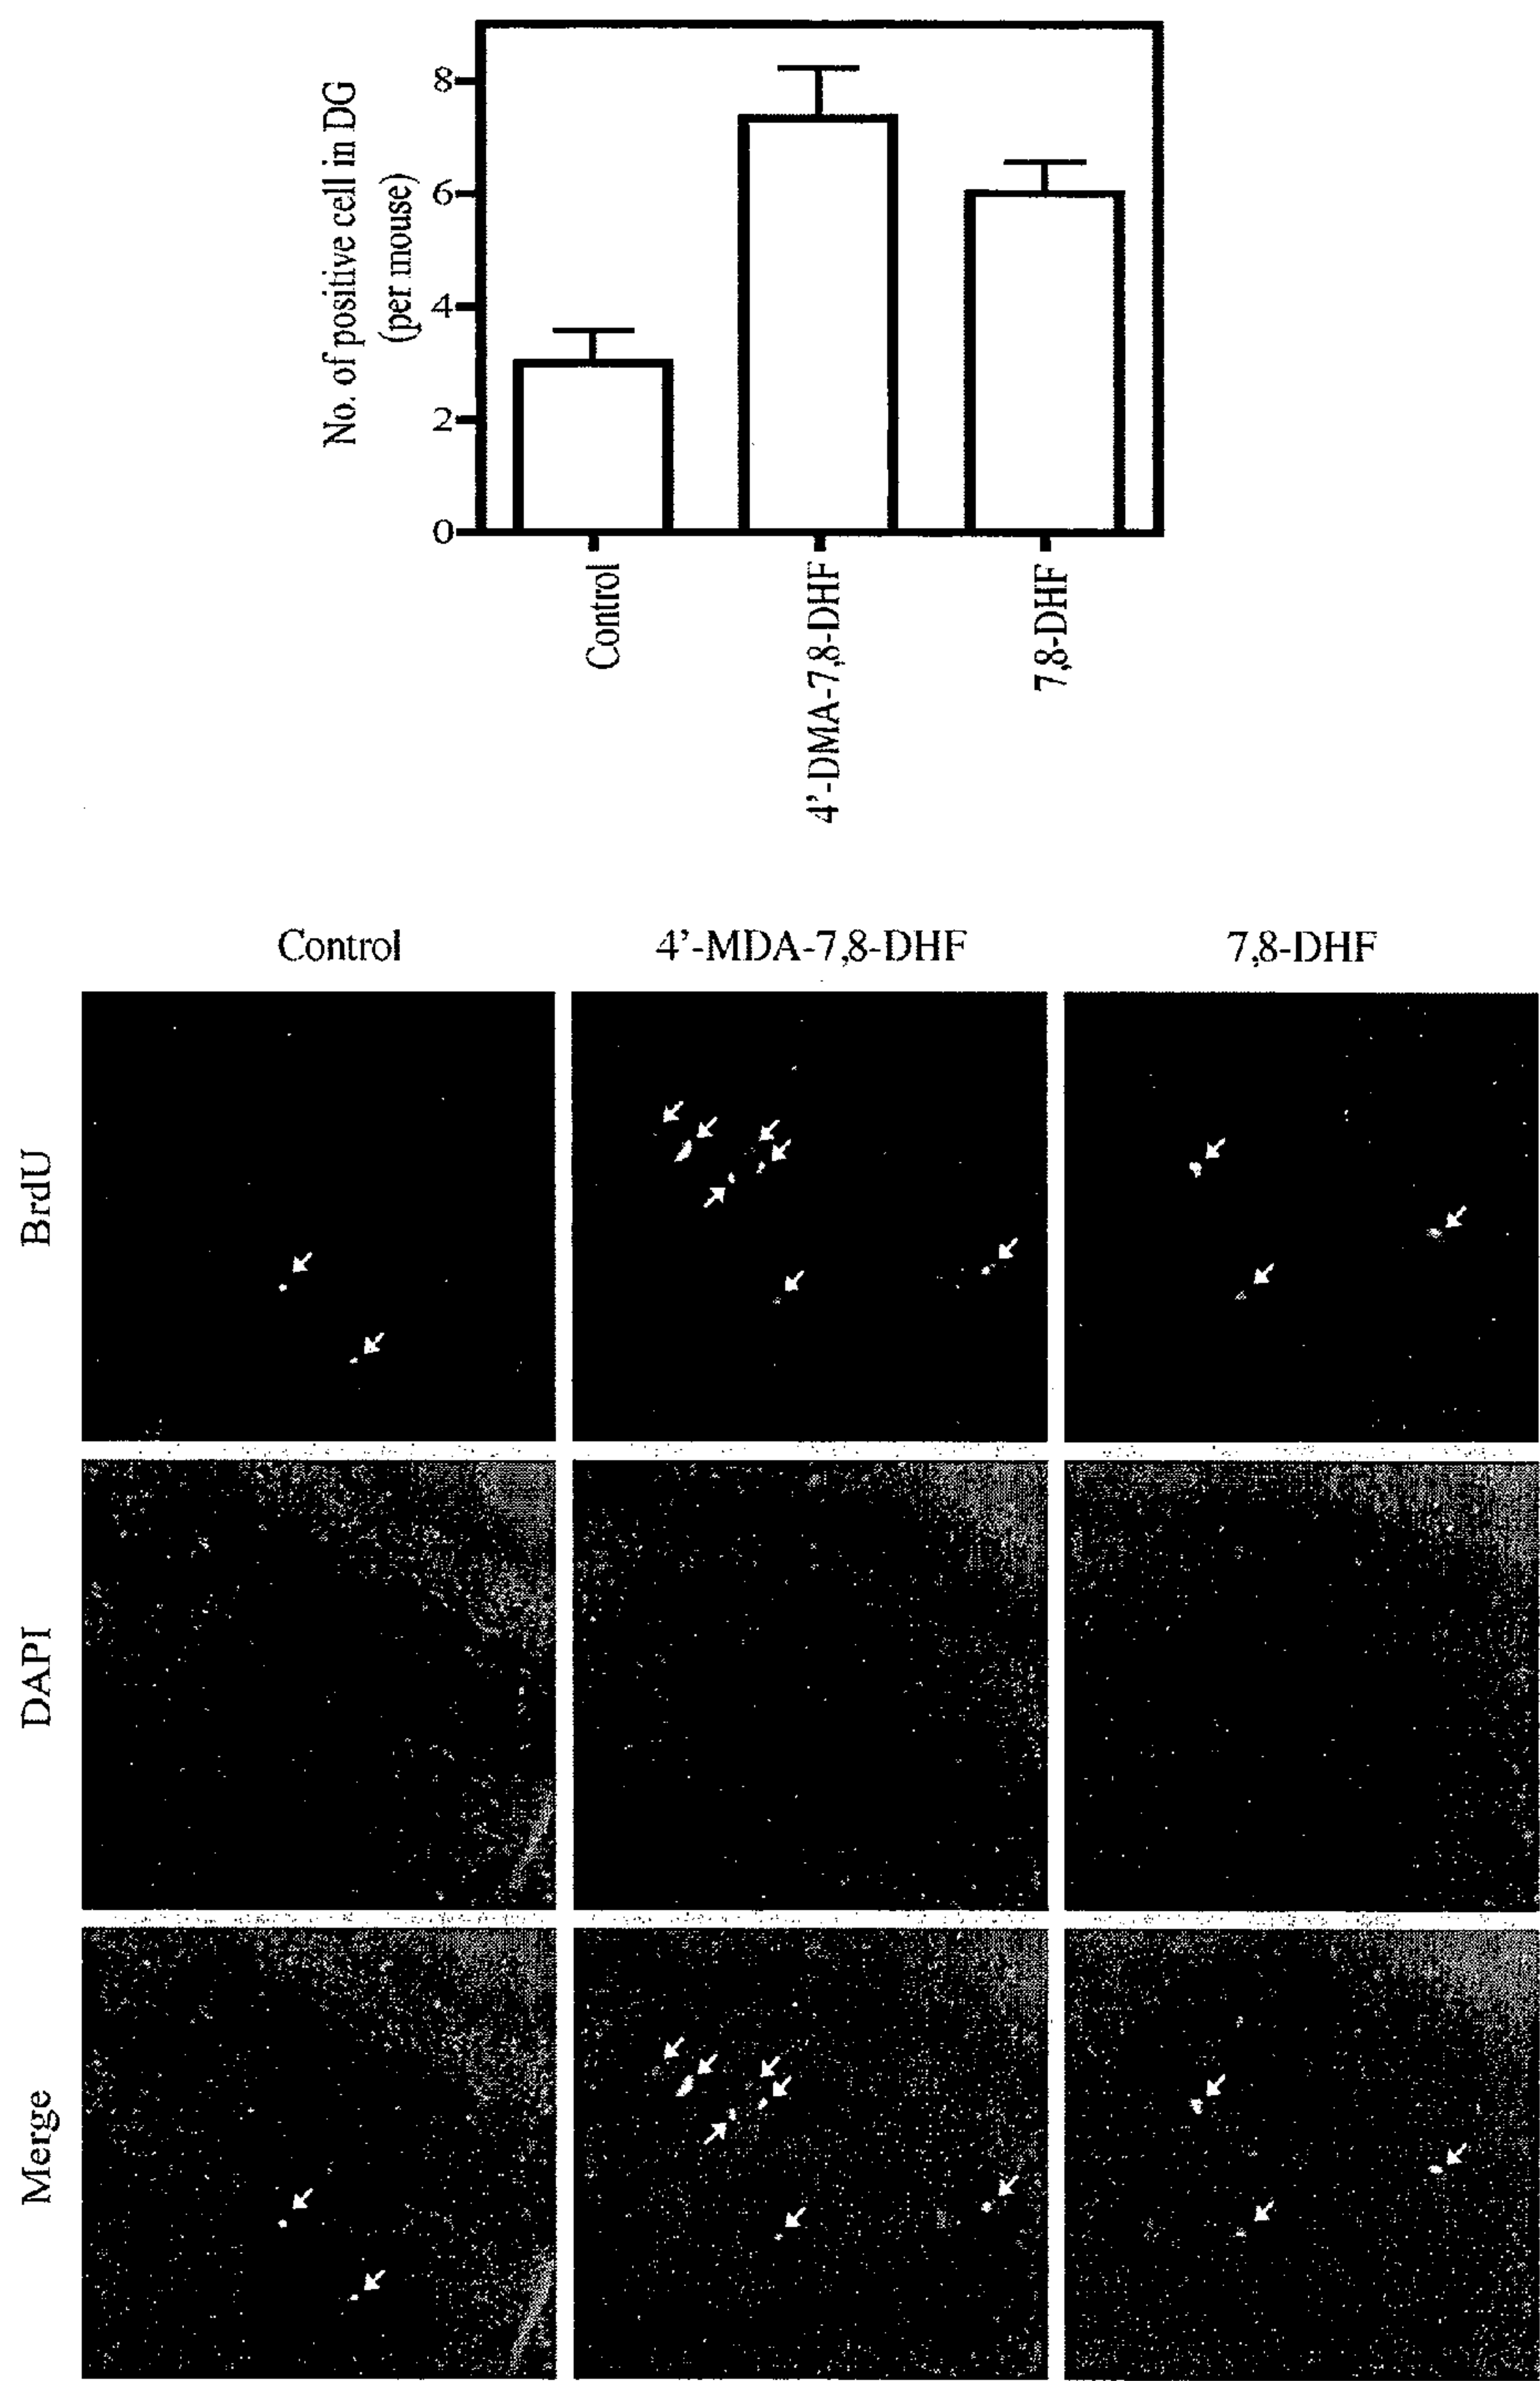 No. of positive cell in DG
(per mouse)
8
6
4
2
0
Control
4'-DMA-7,8-DHF
7,8-DHF
Control
4'-MDA-7,8-DHF
7,8-DHF
BrdU
DAPI
Merge